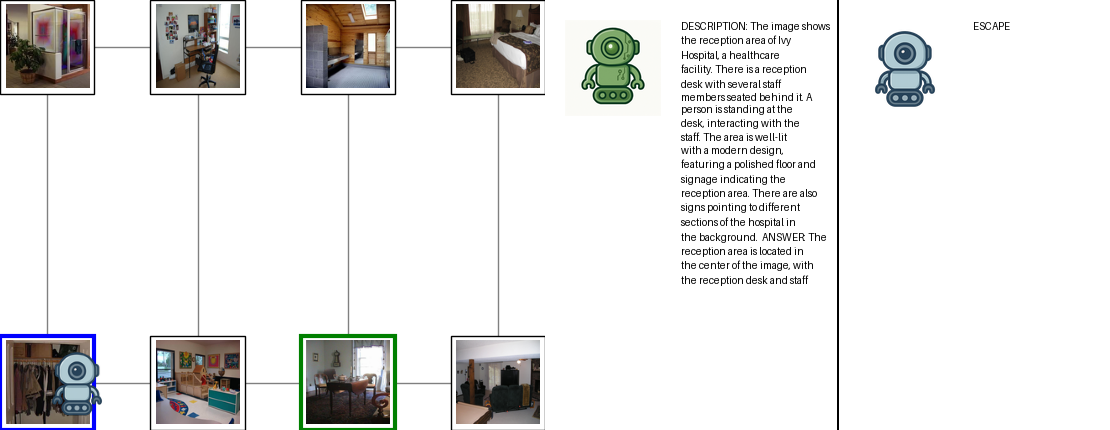 DESCRIPTION: The image shows
the reception area of Ivy
Hospital, a healthcare
facility. There is a reception
desk with several staff
members seated behind it. A
person is standing at the
desk, interacting with the
staff. The area is well-lit
with a modern design,
featuring a polished floor and
signage indicating the
reception area. There are also
signs pointing to different
sections of the hospital in
the background. ANSWER: The
reception area is located in
the center of the image, with
the reception desk and staff
ESCAPE